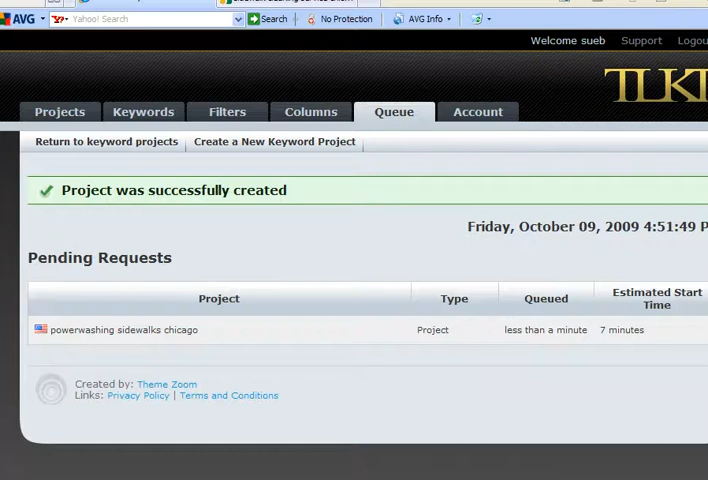 AVG Yahoo! Search Search No Protection AVG Info
Welcome sueb Support Logou
TLKT
Projects Keywords Filters Columns Queue Account
Return to keyword projects Create a New Keyword Project
Project was successfully created
Friday, October 09, 2009 4:51:49 P
Pending Requests
Project Type Queued Estimated Start Time
powerwashing sidewalks chicago Project less than a minute 7 minutes
Created by: Theme Zoom
Links: Privacy Policy | Terms and Conditions